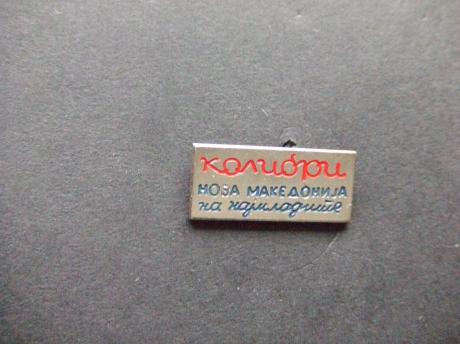 колибри
НОВА МАКЕДОНИЈА
на најмладите